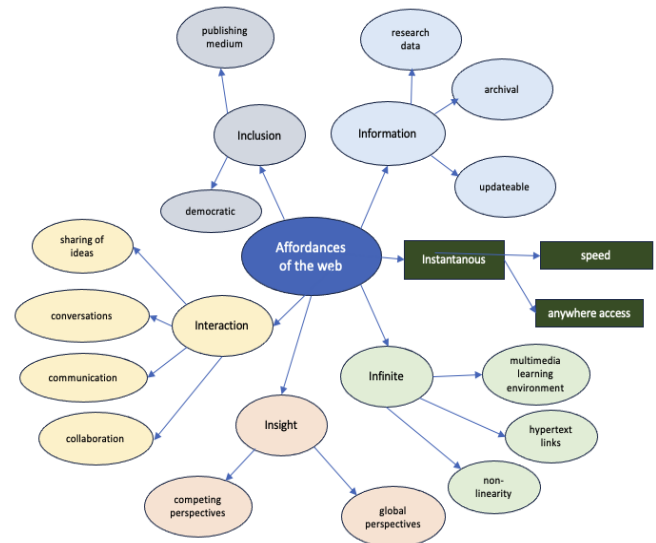 publishing
medium
research
data
archival
Inclusion
Information
updateable
democratic
sharing of
ideas
Affordances
of the web
Instantanous
speed
anywhere access
conversations
Interaction
communication
Infinite
multimedia
learning
environment
collaboration
Insight
hypertext
links
non-
linearity
competing
perspectives
global
perspectives